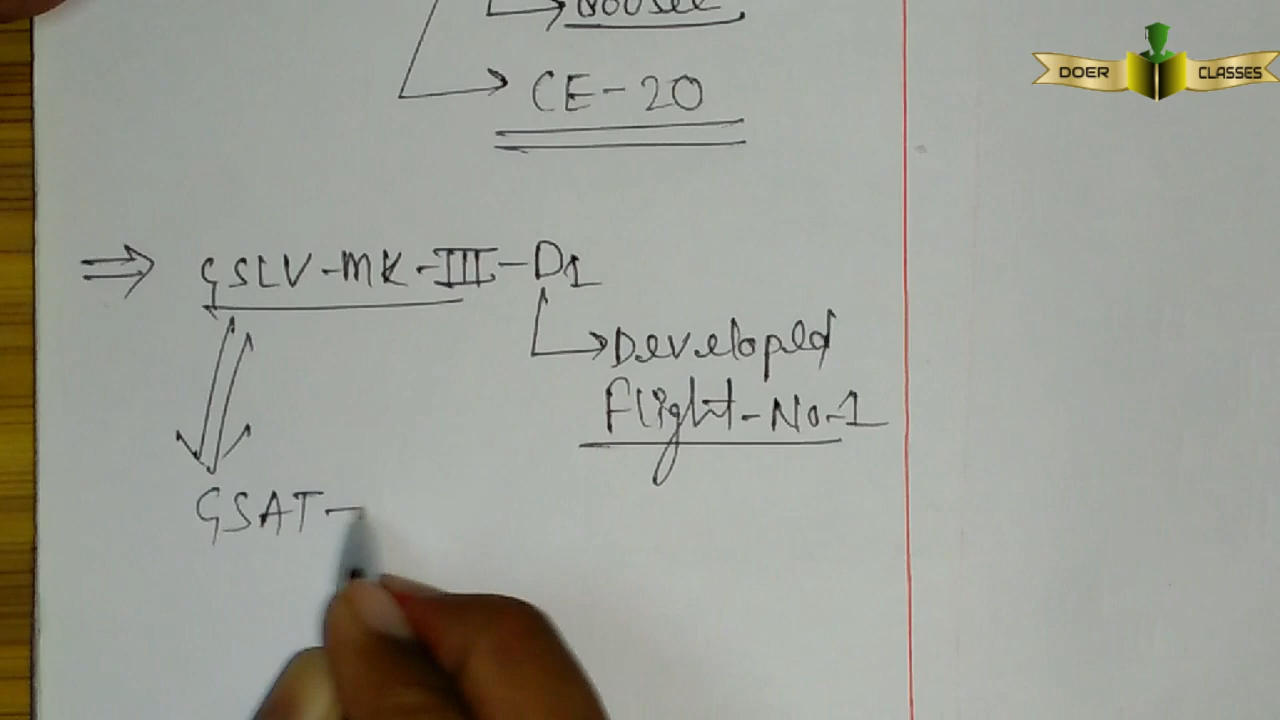 DOER CLASSES
CE-20
⇒ GSLV-MK-III-D1
→ Developed
Flight-No-1
GSAT-